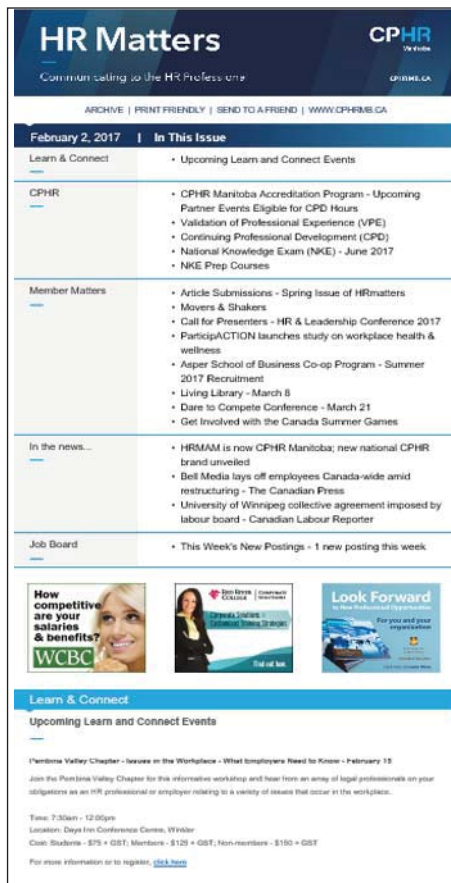 HR Matters
CPHR
Manitoba
Communicating to the HR Professional
CPHRMB.CA
ARCHIVE | PRINT FRIENDLY | SEND TO A FRIEND | WWW.CPHRMB.CA
February 2, 2017 | In This Issue
Learn & Connect
• Upcoming Learn and Connect Events
CPHR
• CPHR Manitoba Accreditation Program - Upcoming
Partner Events Eligible for CPD Hours
• Validation of Professional Experience (VPE)
• Continuing Professional Development (CPD)
• National Knowledge Exam (NKE) - June 2017
• NKE Prep Courses
Member Matters
• Article Submissions - Spring Issue of HRmatters
• Movers & Shakers
• Call for Presenters - HR & Leadership Conference 2017
• ParticipACTION launches study on workplace health &
wellness
• Asper School of Business Co-op Program - Summer
2017 Recruitment
• Living Library - March 8
• Dare to Compete Conference - March 21
• Get Involved with the Canada Summer Games
In the news...
• HRMAM is now CPHR Manitoba; new national CPHR
brand unveiled
• Bell Media lays off employees Canada-wide amid
restructuring - The Canadian Press
• University of Winnipeg collective agreement imposed by
labour board - Canadian Labour Reporter
Job Board
• This Week's New Postings - 1 new posting this week
How
competitive
are your
salaries
& benefits?
WCBC
RED RIVER
COLLEGE
CORPORATE
SOLUTIONS
Corporate Solutions
Customized Training Strategies
Find out how.
Look Forward
to New Professional Opportunities
For you and your
organization
Learn & Connect
Upcoming Learn and Connect Events
Pembina Valley Chapter - Issues in the Workplace - What Employers Need to Know - February 15
Join the Pembina Valley Chapter for this informative workshop and hear from an array of legal professionals on your
obligations as an HR professional or employer relating to a variety of issues that occur in the workplace.
Time: 7:30am - 12:00pm
Location: Days Inn Conference Centre, Winkler
Cost: Students - $75 + GST; Members - $125 + GST; Non-members - $150 + GST
For more information or to register, click here